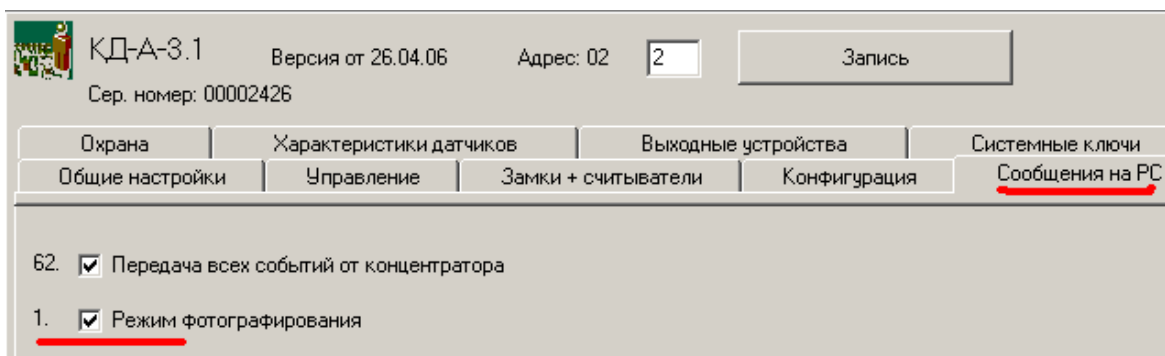 КД-А-3.1 Версия от 26.04.06 Адрес: 02 2 Запись
Сер. номер: 00002426
Охрана Характеристики датчиков Выходные устройства Системные ключи
Общие настройки Управление Замки + считыватели Конфигурация Сообщения на PC
62. Передача всех событий от концентратора
1. Режим фотографирования